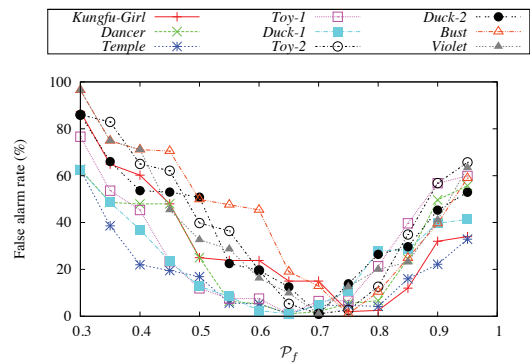 Kungfu-Girl Toy-1 Duck-2
Dancer Duck-1 Bust
Temple Toy-2 Violet
100
80
60
40
20
0
False alarm rate (%)
0.3 0.4 0.5 0.6 0.7 0.8 0.9 1
𝒫f